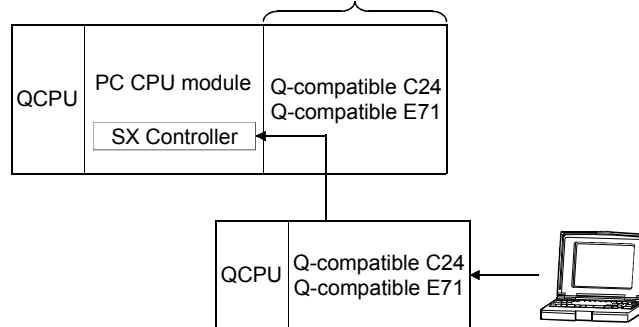 QCPU
PC CPU module
SX Controller
Q-compatible C24
Q-compatible E71
QCPU
Q-compatible C24
Q-compatible E71